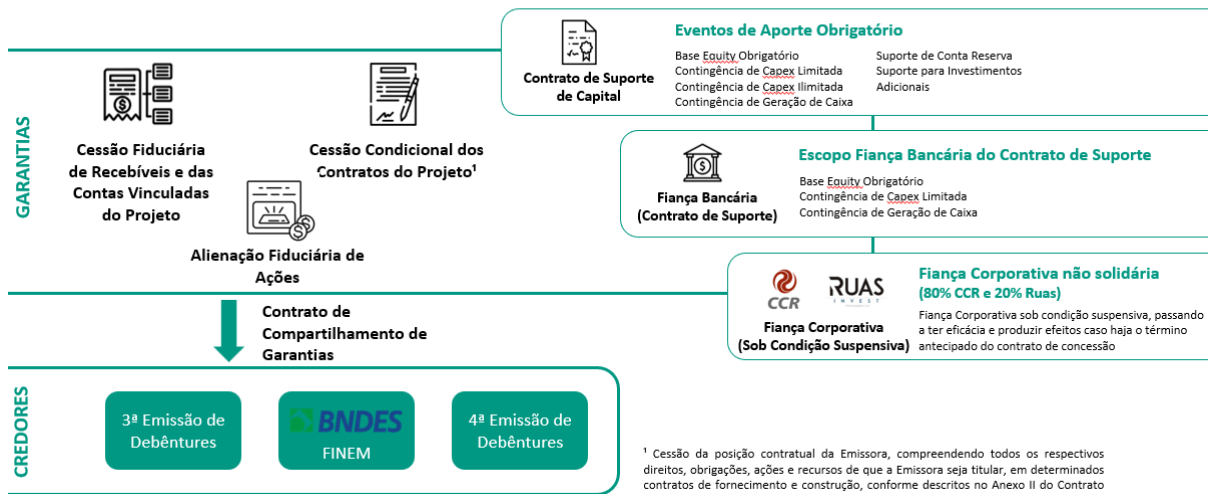 GARANTIAS
Cessão Fiduciária
de Recebíveis e das
Contas Vinculadas
do Projeto
Cessão Condicional dos
Contratos do Projeto¹
Alienação Fiduciária de
Ações
Contrato de Suporte
de Capital
Eventos de Aporte Obrigatório
Base Equity Obrigatório
Contingência de Capex Limitada
Contingência de Capex Ilimitada
Contingência de Geração de Caixa
Suporte de Conta Reserva
Suporte para Investimentos
Adicionais
Fiança Bancária
(Contrato de Suporte)
Escopo Fiança Bancária do Contrato de Suporte
Base Equity Obrigatório
Contingência de Capex Limitada
Contingência de Geração de Caixa
CCR
RUAS
INVEST
Fiança Corporativa
(Sob Condição Suspensiva)
Fiança Corporativa não solidária
(80% CCR e 20% Ruas)
Fiança Corporativa sob condição suspensiva, passando
a ter eficácia e produzir efeitos caso haja o término
antecipado do contrato de concessão
Contrato de
Compartilhamento de
Garantias
CREDORES
3ª Emissão de
Debêntures
BNDES
FINEM
4ª Emissão de
Debêntures
¹ Cessão da posição contratual da Emissora, compreendendo todos os respectivos
direitos, obrigações, ações e recursos de que a Emissora seja titular, em determinados
contratos de fornecimento e construção, conforme descritos no Anexo II do Contrato